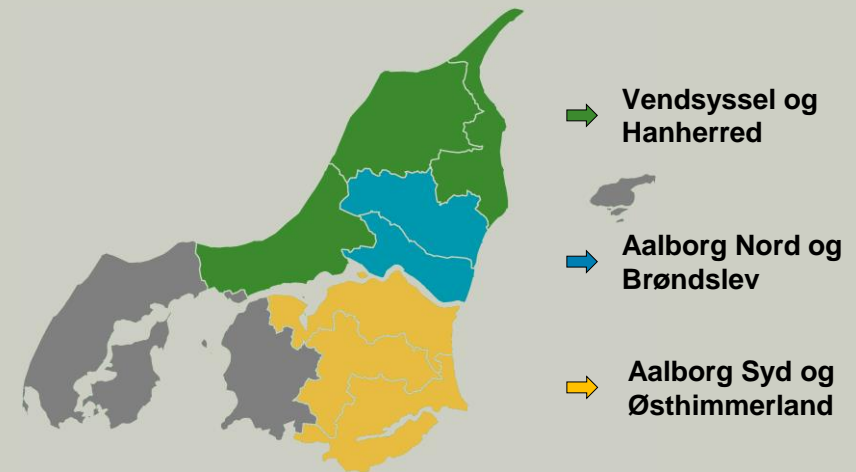 Vendsyssel og
Hanherred
Aalborg Nord og
Brøndslev
Aalborg Syd og
Østhimmerland